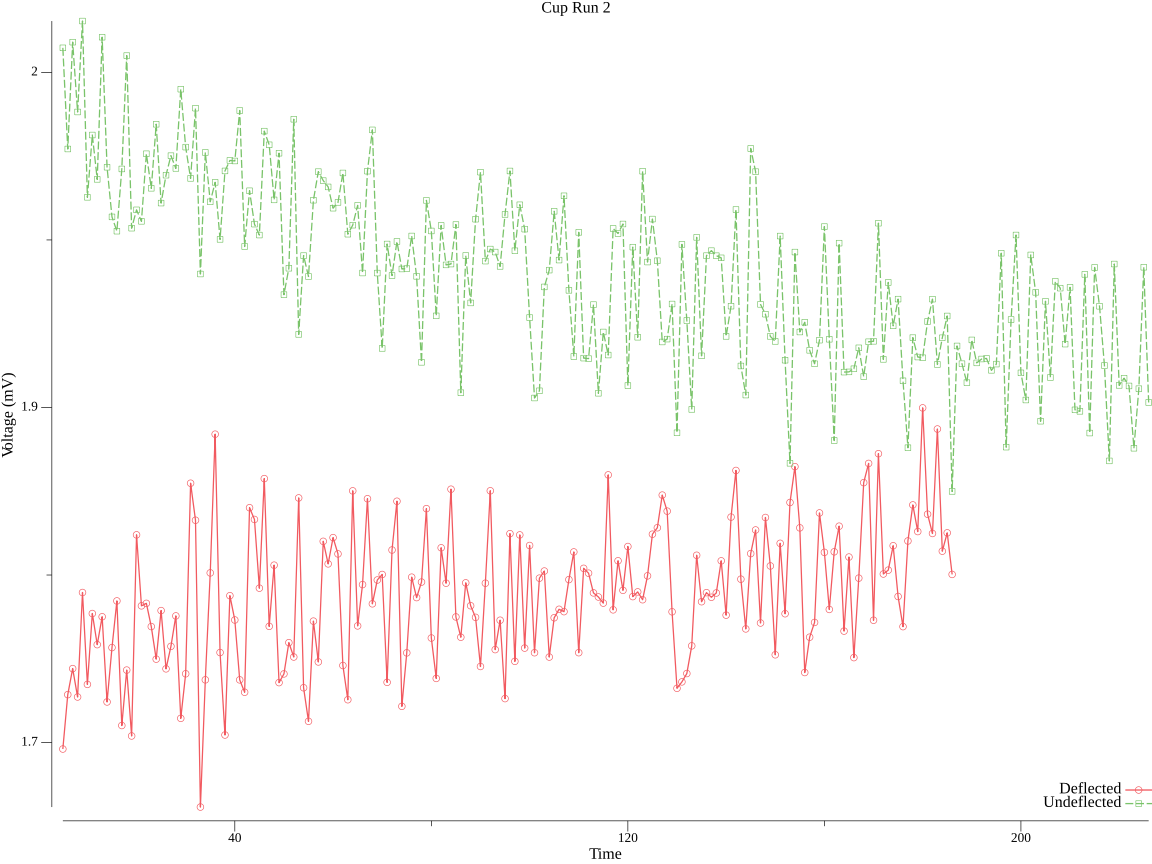 Cup Run 2
2
1.9
1.7
Voltage (mV)
Deflected
Undeflected
40
120
200
Time